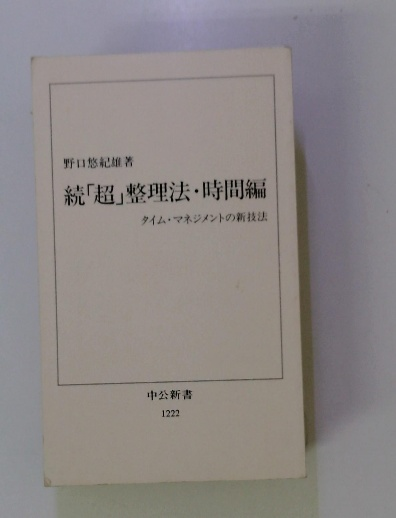 野口悠紀雄著
続「超」整理法・時間編
タイム・マネジメントの新技法
中公新書
1222